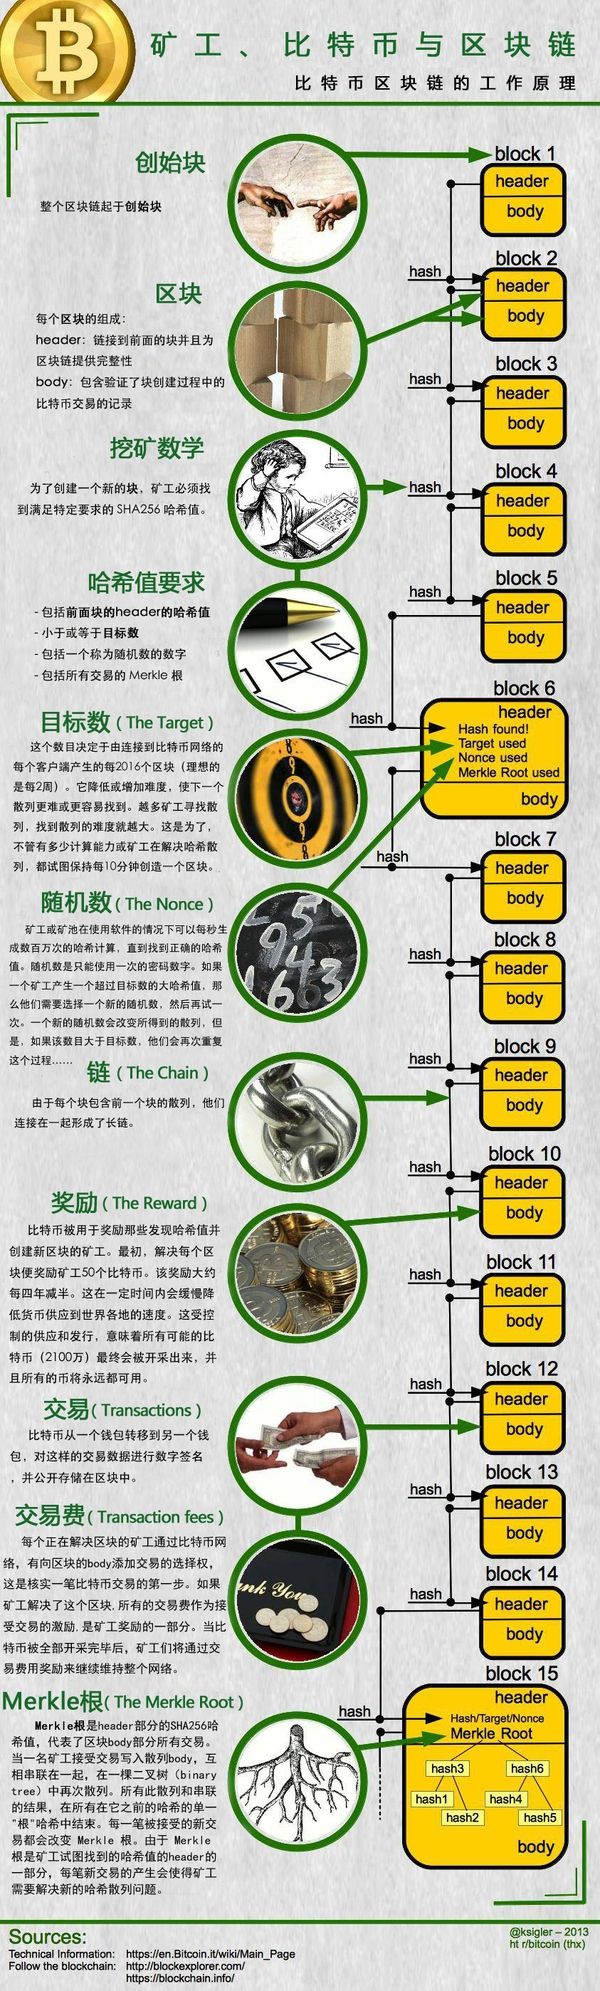 矿工、比特币与区块链
比特币区块链的工作原理
创始块
整个区块链起于创始块
区块
每个区块的组成：
header：链接到前面的块并且为
区块链提供完整性
body：包含验证了块创建过程中的
比特币交易的记录
挖矿数学
为了创建一个新的块，矿工必须找
到满足特定要求的 SHA256 哈希值。
哈希值要求
- 包括前面块的header的哈希值
- 小于或等于目标数
- 包括一个称为随机数的数字
- 包括所有交易的 Merkle 根
目标数 ( The Target )
这个数目决定于由连接到比特币网络的
每个客户端产生的每2016个区块（理想的
是每2周）。它降低或增加难度，使下一个
散列更难或更容易找到。越多矿工寻找散
列，找到散列的难度就越大。这是为了，
不管有多少计算能力或矿工在解决哈希散
列，都试图保持每10分钟创造一个区块。
随机数 ( The Nonce )
矿工或矿池在使用软件的情况下可以每秒生
成数百万次的哈希计算，直到找到正确的哈希
值。随机数是只能使用一次的密码数字。如果
一个矿工产生一个超过目标数的大哈希值，那
么他们需要选择一个新的随机数，然后再试一
次。一个新的随机数会改变所得到的散列，但
是，如果该数目大于目标数，他们会再次重复
这个过程……
链 ( The Chain )
由于每个块包含前一个块的散列，他们
连接在一起形成了长链。
奖励 ( The Reward )
比特币被用于奖励那些发现哈希值并
创建新区块的矿工。最初，解决每个区
块便奖励矿工50个比特币。该奖励大约
每四年减半。这在一定时间内会缓慢降
低货币供应到世界各地的速度。这受控
制的供应和发行，意味着所有可能的比
特币（2100万）最终会被开采出来，并
且所有的币将永远都可用。
交易 ( Transactions )
比特币从一个钱包转移到另一个钱
包，对这样的交易数据进行数字签名
，并公开存储在区块中。
交易费 ( Transaction fees )
每个正在解决区块的矿工通过比特币网
络，有向区块的body添加交易的选择权，
这是核实一笔比特币交易的第一步。如果
矿工解决了这个区块，所有的交易费作为接
受交易的激励，是矿工奖励的一部分。当比
特币被全部开采完毕后，矿工们将通过交
易费用奖励来继续维持整个网络。
Merkle根 ( The Merkle Root )
Merkle根是header部分的SHA256哈
希值，代表了区块body部分所有交易。
当一名矿工接受交易写入散列body，互
相串联在一起，在一棵二叉树（binary
tree）中再次散列。所有此散列和串联
的结果，在所有在它之前的哈希的单一
"根"哈希中结束。每一笔被接受的新交
易都会改变 Merkle 根。由于 Merkle
根是矿工试图找到的哈希值的header的
一部分，每笔新交易的产生会使得矿工
需要解决新的哈希散列问题。
block 1
header
body
block 2
hash
header
body
block 3
hash
header
body
block 4
hash
header
body
block 5
hash
header
body
block 6
header
hash
Hash found!
Target used
Nonce used
Merkle Root used
body
block 7
hash
header
body
block 8
hash
header
body
block 9
hash
header
body
block 10
hash
header
body
block 11
hash
header
body
block 12
hash
header
body
block 13
hash
header
body
block 14
hash
header
body
block 15
header
hash
Hash/Target/Nonce
Merkle Root
hash3 hash6
hash1 hash4
hash2 hash5
body
nk You
Sources:
Technical Information: https://en.Bitcoin.it/wiki/Main_Page
Follow the blockchain: http://blockexplorer.com/
https://blockchain.info/
@ksigler – 2013
ht r/bitcoin (thx)